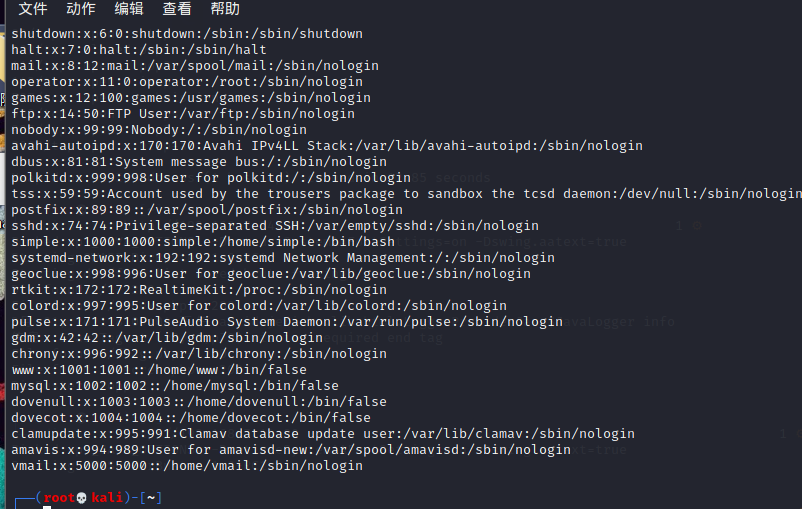 文件 动作 编辑 查看 帮助
shutdown:x:6:0:shutdown:/sbin:/sbin/shutdown
halt:x:7:0:halt:/sbin:/sbin/halt
mail:x:8:12:mail:/var/spool/mail:/sbin/nologin
operator:x:11:0:operator:/root:/sbin/nologin
games:x:12:100:games:/usr/games:/sbin/nologin
ftp:x:14:50:FTP User:/var/ftp:/sbin/nologin
nobody:x:99:99:Nobody:/:/sbin/nologin
avahi-autoipd:x:170:170:Avahi IPv4LL Stack:/var/lib/avahi-autoipd:/sbin/nologin
dbus:x:81:81:System message bus:/:/sbin/nologin
polkitd:x:999:998:User for polkitd:/:/sbin/nologin
tss:x:59:59:Account used by the trousers package to sandbox the tcsd daemon:/dev/null:/sbin/nologin
postfix:x:89:89::/var/spool/postfix:/sbin/nologin
sshd:x:74:74:Privilege-separated SSH:/var/empty/sshd:/sbin/nologin
simple:x:1000:1000:simple:/home/simple:/bin/bash
systemd-network:x:192:192:systemd Network Management:/:/sbin/nologin
geoclue:x:998:996:User for geoclue:/var/lib/geoclue:/sbin/nologin
rtkit:x:172:172:RealtimeKit:/proc:/sbin/nologin
colord:x:997:995:User for colord:/var/lib/colord:/sbin/nologin
pulse:x:171:171:PulseAudio System Daemon:/var/run/pulse:/sbin/nologin
gdm:x:42:42::/var/lib/gdm:/sbin/nologin
chrony:x:996:992::/var/lib/chrony:/sbin/nologin
www:x:1001:1001::/home/www:/bin/false
mysql:x:1002:1002::/home/mysql:/bin/false
dovenull:x:1003:1003::/home/dovenull:/bin/false
dovecot:x:1004:1004::/home/dovecot:/bin/false
clamupdate:x:995:991:Clamav database update user:/var/lib/clamav:/sbin/nologin
amavis:x:994:989:User for amavisd-new:/var/spool/amavisd:/sbin/nologin
vmail:x:5000:5000::/home/vmail:/sbin/nologin
┌──(root💀kali)-[~]